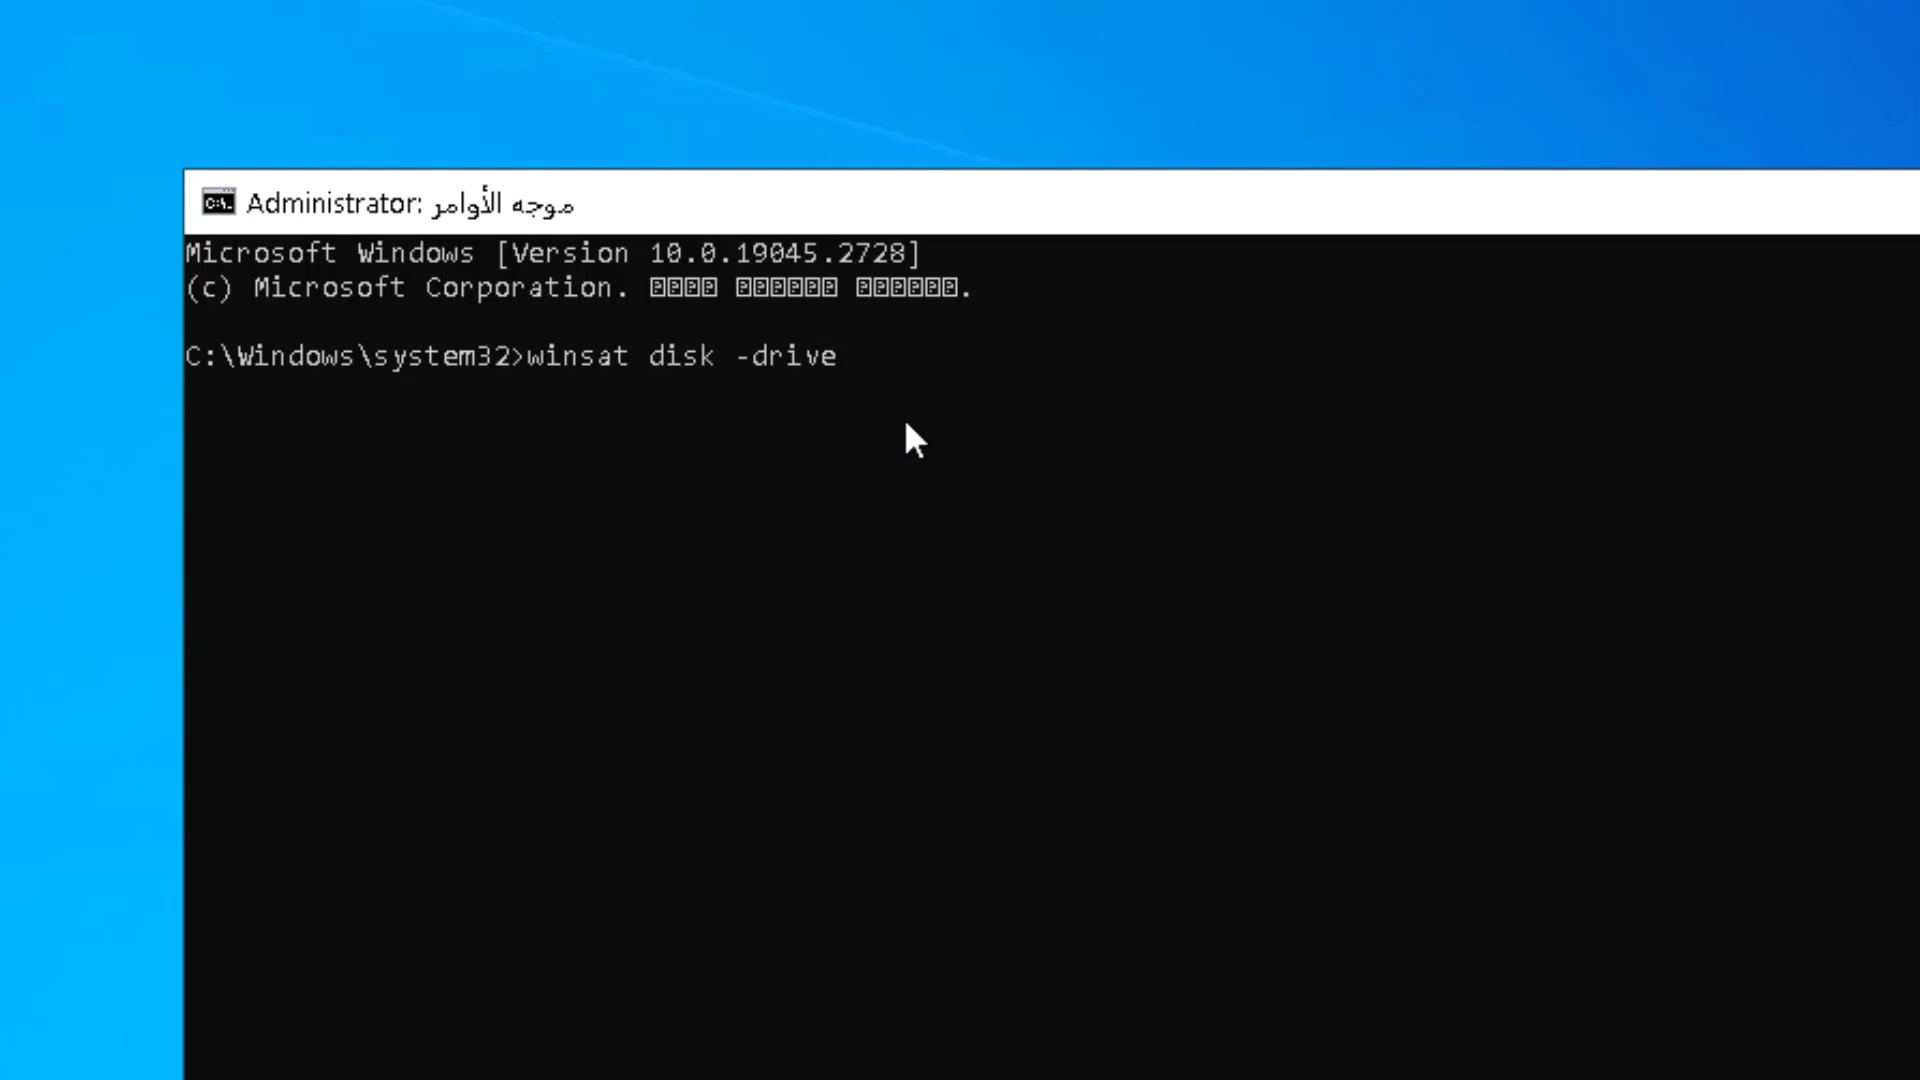 Administrator: موجه الأوامر
Microsoft Windows [Version 10.0.19045.2728]
(c) Microsoft Corporation.
C:\Windows\system32>winsat disk -drive